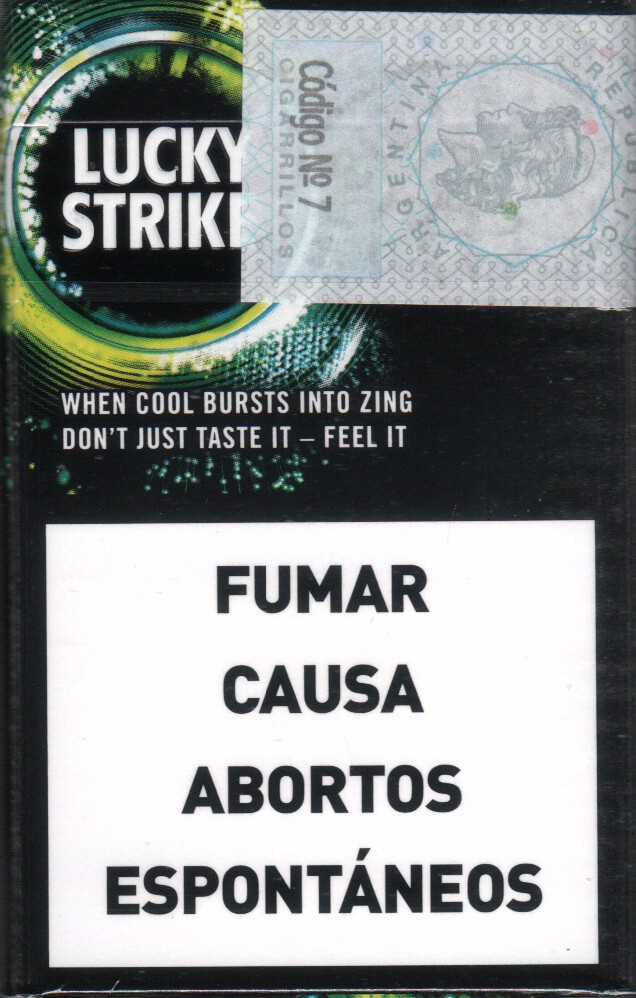 LUCKY
STRIKE
Código Nº 7
CIGARRILLOS
REPUBLICA
ARGENTINA
WHEN COOL BURSTS INTO ZING
DON'T JUST TASTE IT – FEEL IT
FUMAR
CAUSA
ABORTOS
ESPONTÁNEOS